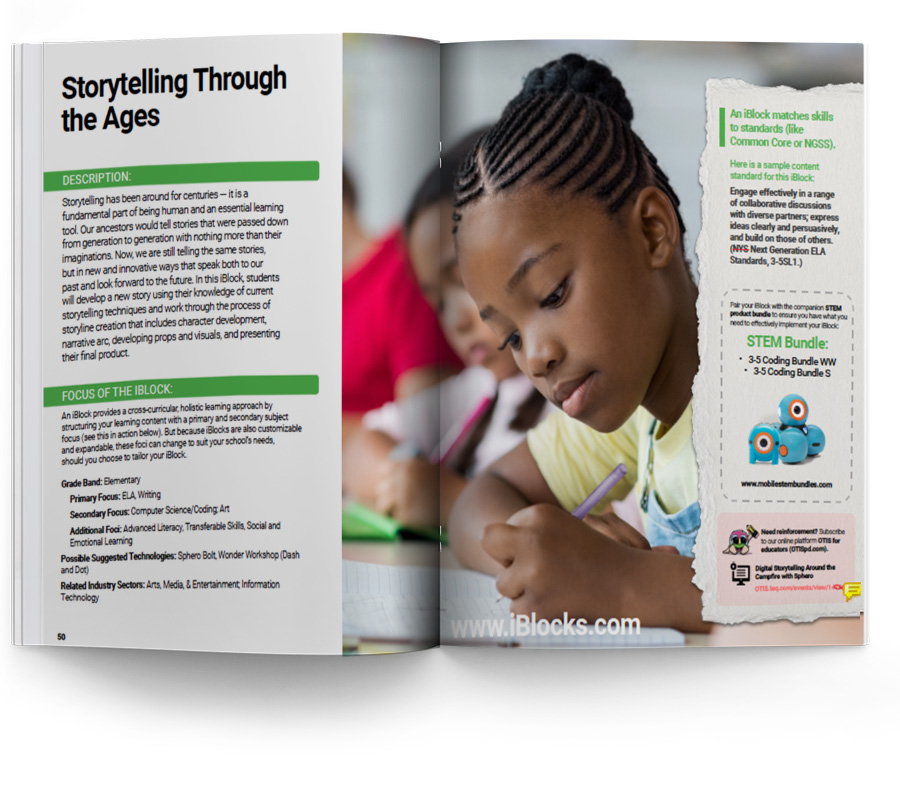 Storytelling Through
the Ages
DESCRIPTION:
Storytelling has been around for centuries — it is a
fundamental part of being human and an essential learning
tool. Our ancestors would tell stories that were passed down
from generation to generation with nothing more than their
imaginations. Now, we are still telling the same stories,
but in new and innovative ways that speak both to our
past and look forward to the future. In this iBlock, students
will develop a new story using their knowledge of current
storytelling techniques and work through the process of
storyline creation that includes character development,
narrative arc, developing props and visuals, and presenting
their final product.
FOCUS OF THE IBLOCK:
An iBlock provides a cross-curricular, holistic learning approach by
structuring your learning content with a primary and secondary subject
focus (see this in action below). But because iBlocks are also customizable
and expandable, these foci can change to suit your school's needs,
should you choose to tailor your iBlock.
Grade Band: Elementary
Primary Focus: ELA, Writing
Secondary Focus: Computer Science/Coding; Art
Additional Foci: Advanced Literacy, Transferable Skills, Social and
Emotional Learning
Possible Suggested Technologies: Sphero Bolt, Wonder Workshop (Dash
and Dot)
Related Industry Sectors: Arts, Media, & Entertainment; Information
Technology
50
www.iBlocks.com
An iBlock matches skills
to standards (like
Common Core or NGSS).
Here is a sample content
standard for this iBlock:
Engage effectively in a range
of collaborative discussions
with diverse partners; express
ideas clearly and persuasively,
and build on those of others.
(NYS Next Generation ELA
Standards, 3-5SL1.)
Pair your iBlock with the companion STEM
product bundle to ensure you have what you
need to effectively implement your iBlock:
STEM Bundle:
• 3-5 Coding Bundle WW
• 3-5 Coding Bundle S
www.mobilestembundles.com
Need reinforcement? Subscribe
to our online platform OTIS for
educators (OTISpd.com).
Digital Storytelling Around the
Campfire with Sphero
OTIS.teq.com/events/view/1